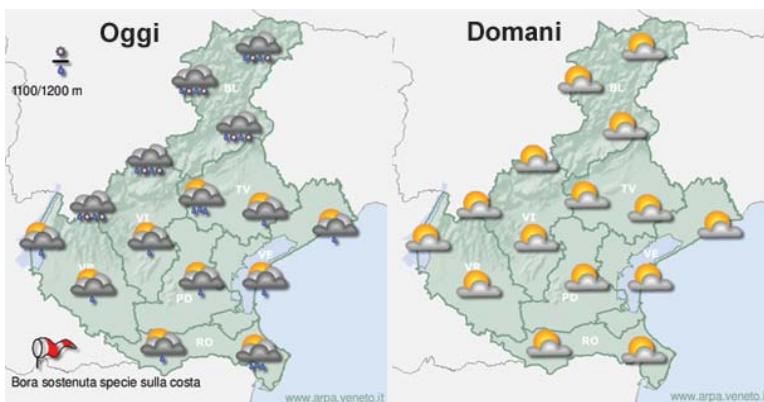 Oggi
1100/1200 m
BL
TV
VI
VE
VR
PD
RO
Bora sostenuta specie sulla costa
www.arpa.veneto.it
Domani
BL
TV
VI
VE
VR
PD
RO
www.arpa.veneto.it